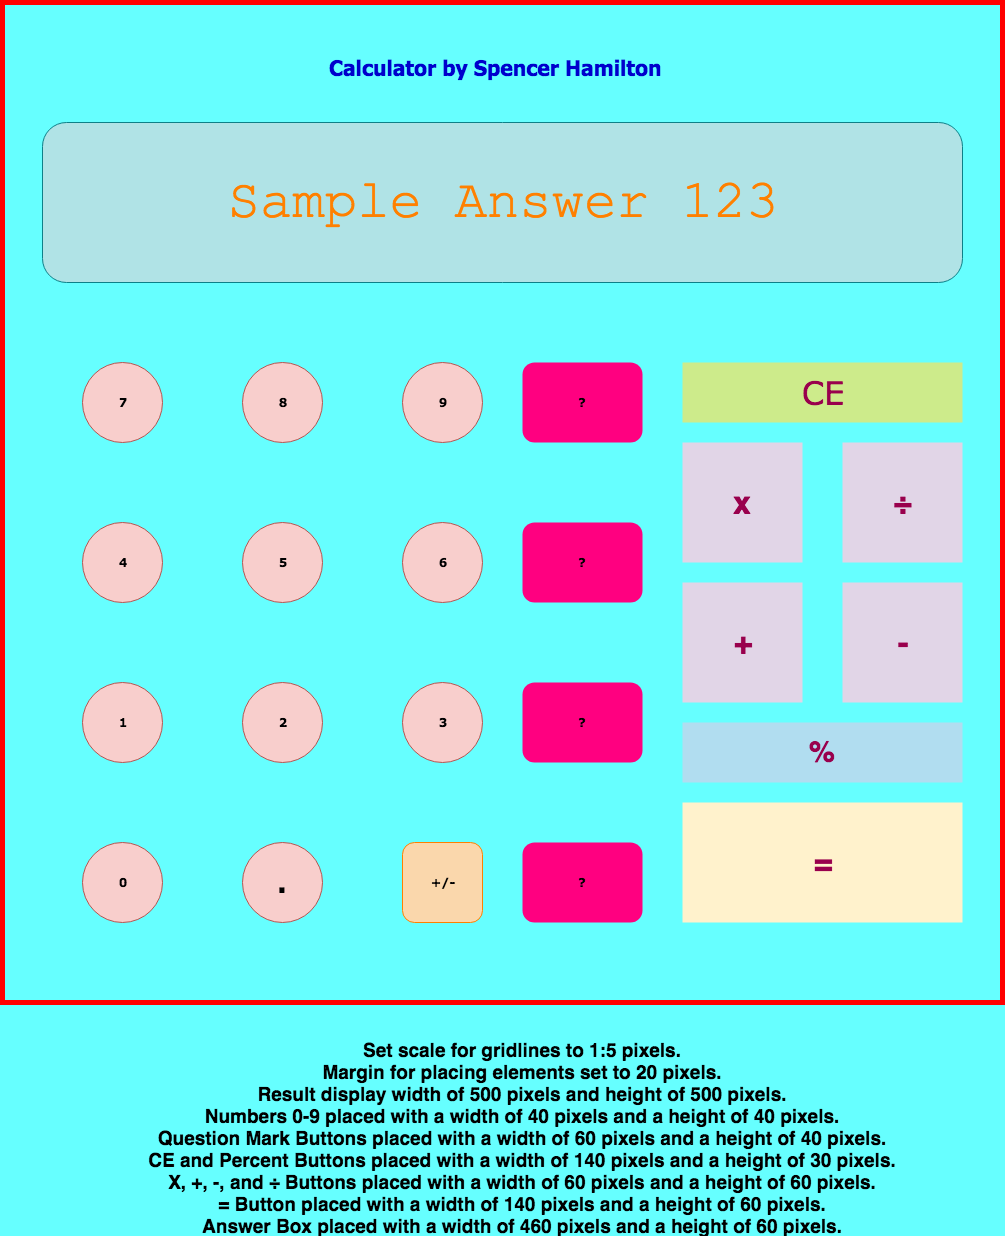 Calculator by Spencer Hamilton
Sample Answer 123
7 8 9 ? CE
x ÷
4 5 6 ?
+ -
1 2 3 ?
%
0 . +/- ? =
Set scale for gridlines to 1:5 pixels.
Margin for placing elements set to 20 pixels.
Result display width of 500 pixels and height of 500 pixels.
Numbers 0-9 placed with a width of 40 pixels and a height of 40 pixels.
Question Mark Buttons placed with a width of 60 pixels and a height of 40 pixels.
CE and Percent Buttons placed with a width of 140 pixels and a height of 30 pixels.
X, +, -, and ÷ Buttons placed with a width of 60 pixels and a height of 60 pixels.
= Button placed with a width of 140 pixels and a height of 60 pixels.
Answer Box placed with a width of 460 pixels and a height of 60 pixels.